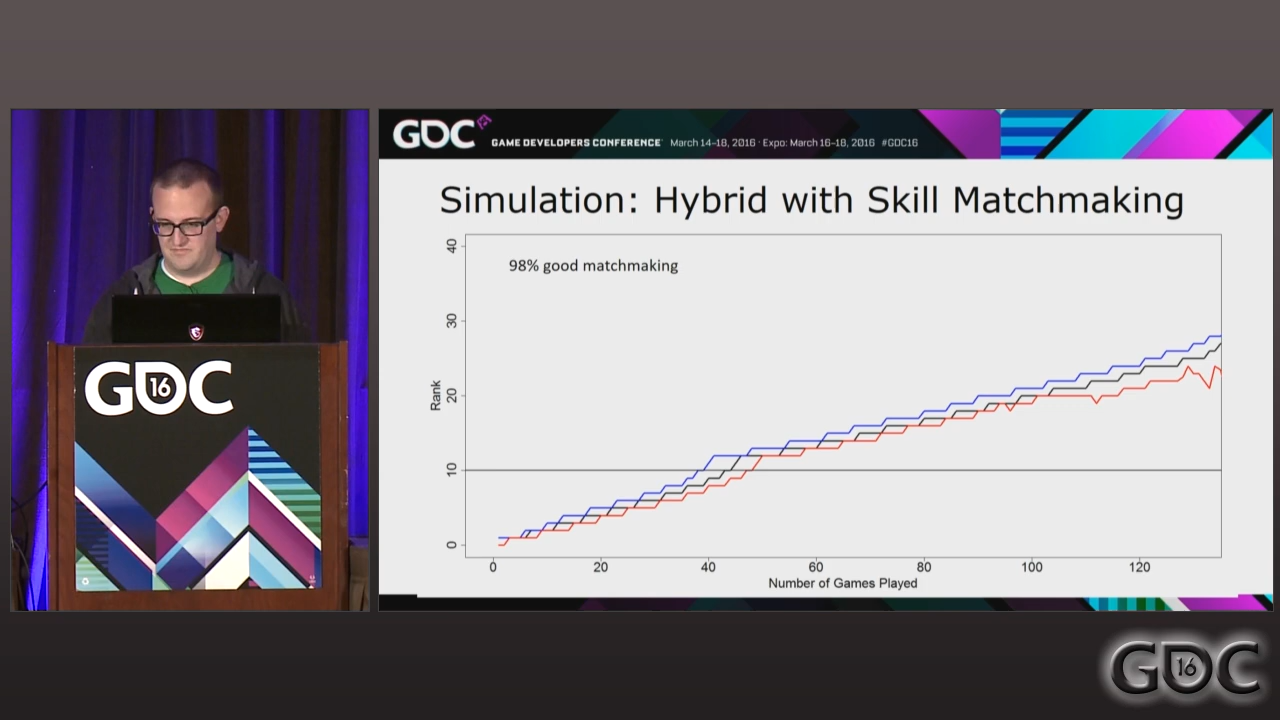 GDC
GAME DEVELOPERS CONFERENCE March 14–18, 2016 · Expo: March 16–18, 2016 #GDC16
Simulation: Hybrid with Skill Matchmaking
98% good matchmaking
40
30
20
10
0
Rank
0 20 40 60 80 100 120
Number of Games Played
GDC
16
GDC
16